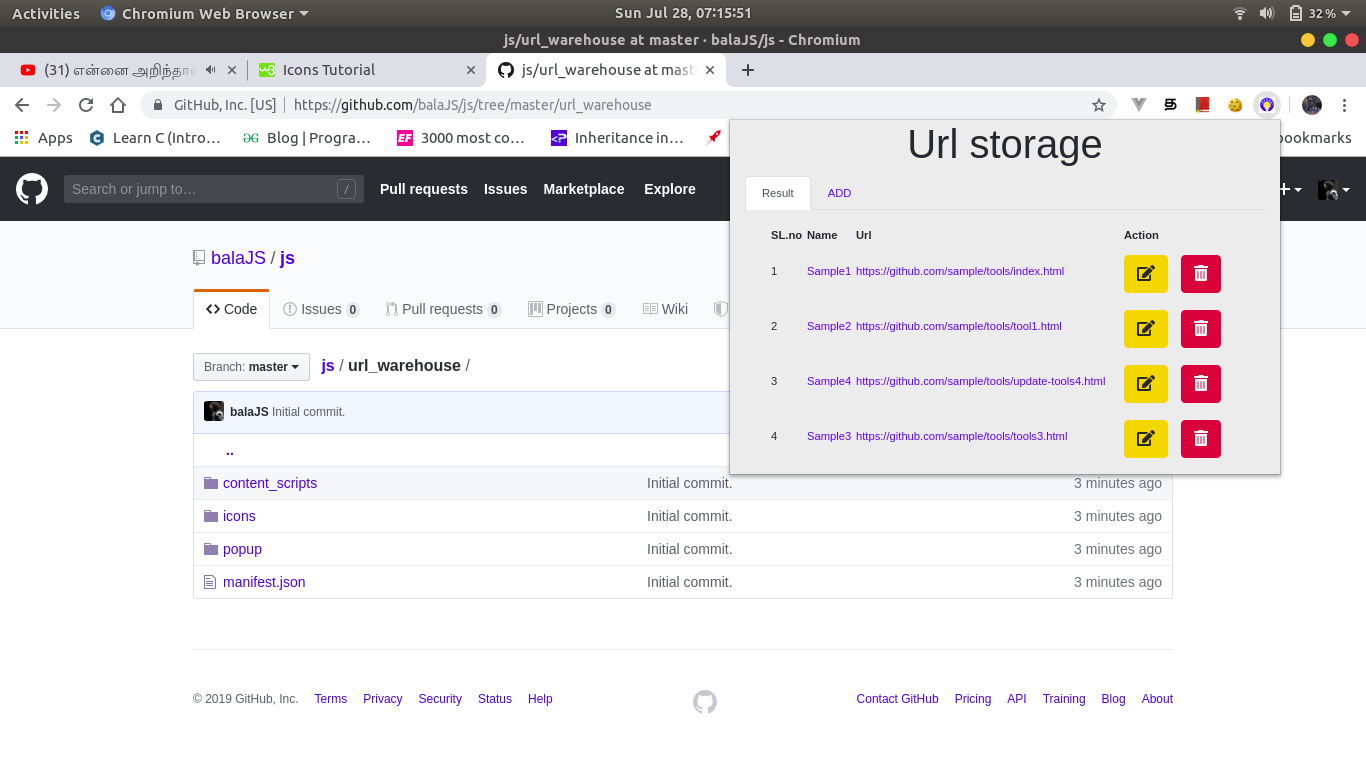 Activities Chromium Web Browser Sun Jul 28, 07:15:51 32%
js/url_warehouse at master · balaJS/js - Chromium
(31) என்னை அறிந்தா Icons Tutorial js/url_warehouse at mast
GitHub, Inc. [US] https://github.com/balaJS/js/tree/master/url_warehouse
Apps Learn C (Intro… Blog | Progra… 3000 most co… Inheritance in… bookmarks
Url storage
Result ADD
SL.no Name Url Action
1 Sample1 https://github.com/sample/tools/index.html
2 Sample2 https://github.com/sample/tools/tool1.html
3 Sample4 https://github.com/sample/tools/update-tools4.html
4 Sample3 https://github.com/sample/tools/tools3.html
Search or jump to… / Pull requests Issues Marketplace Explore
balaJS / js
Code Issues 0 Pull requests 0 Projects 0 Wiki
Branch: master js / url_warehouse /
balaJS Initial commit.
..
content_scripts Initial commit. 3 minutes ago
icons Initial commit. 3 minutes ago
popup Initial commit. 3 minutes ago
manifest.json Initial commit. 3 minutes ago
© 2019 GitHub, Inc. Terms Privacy Security Status Help Contact GitHub Pricing API Training Blog About